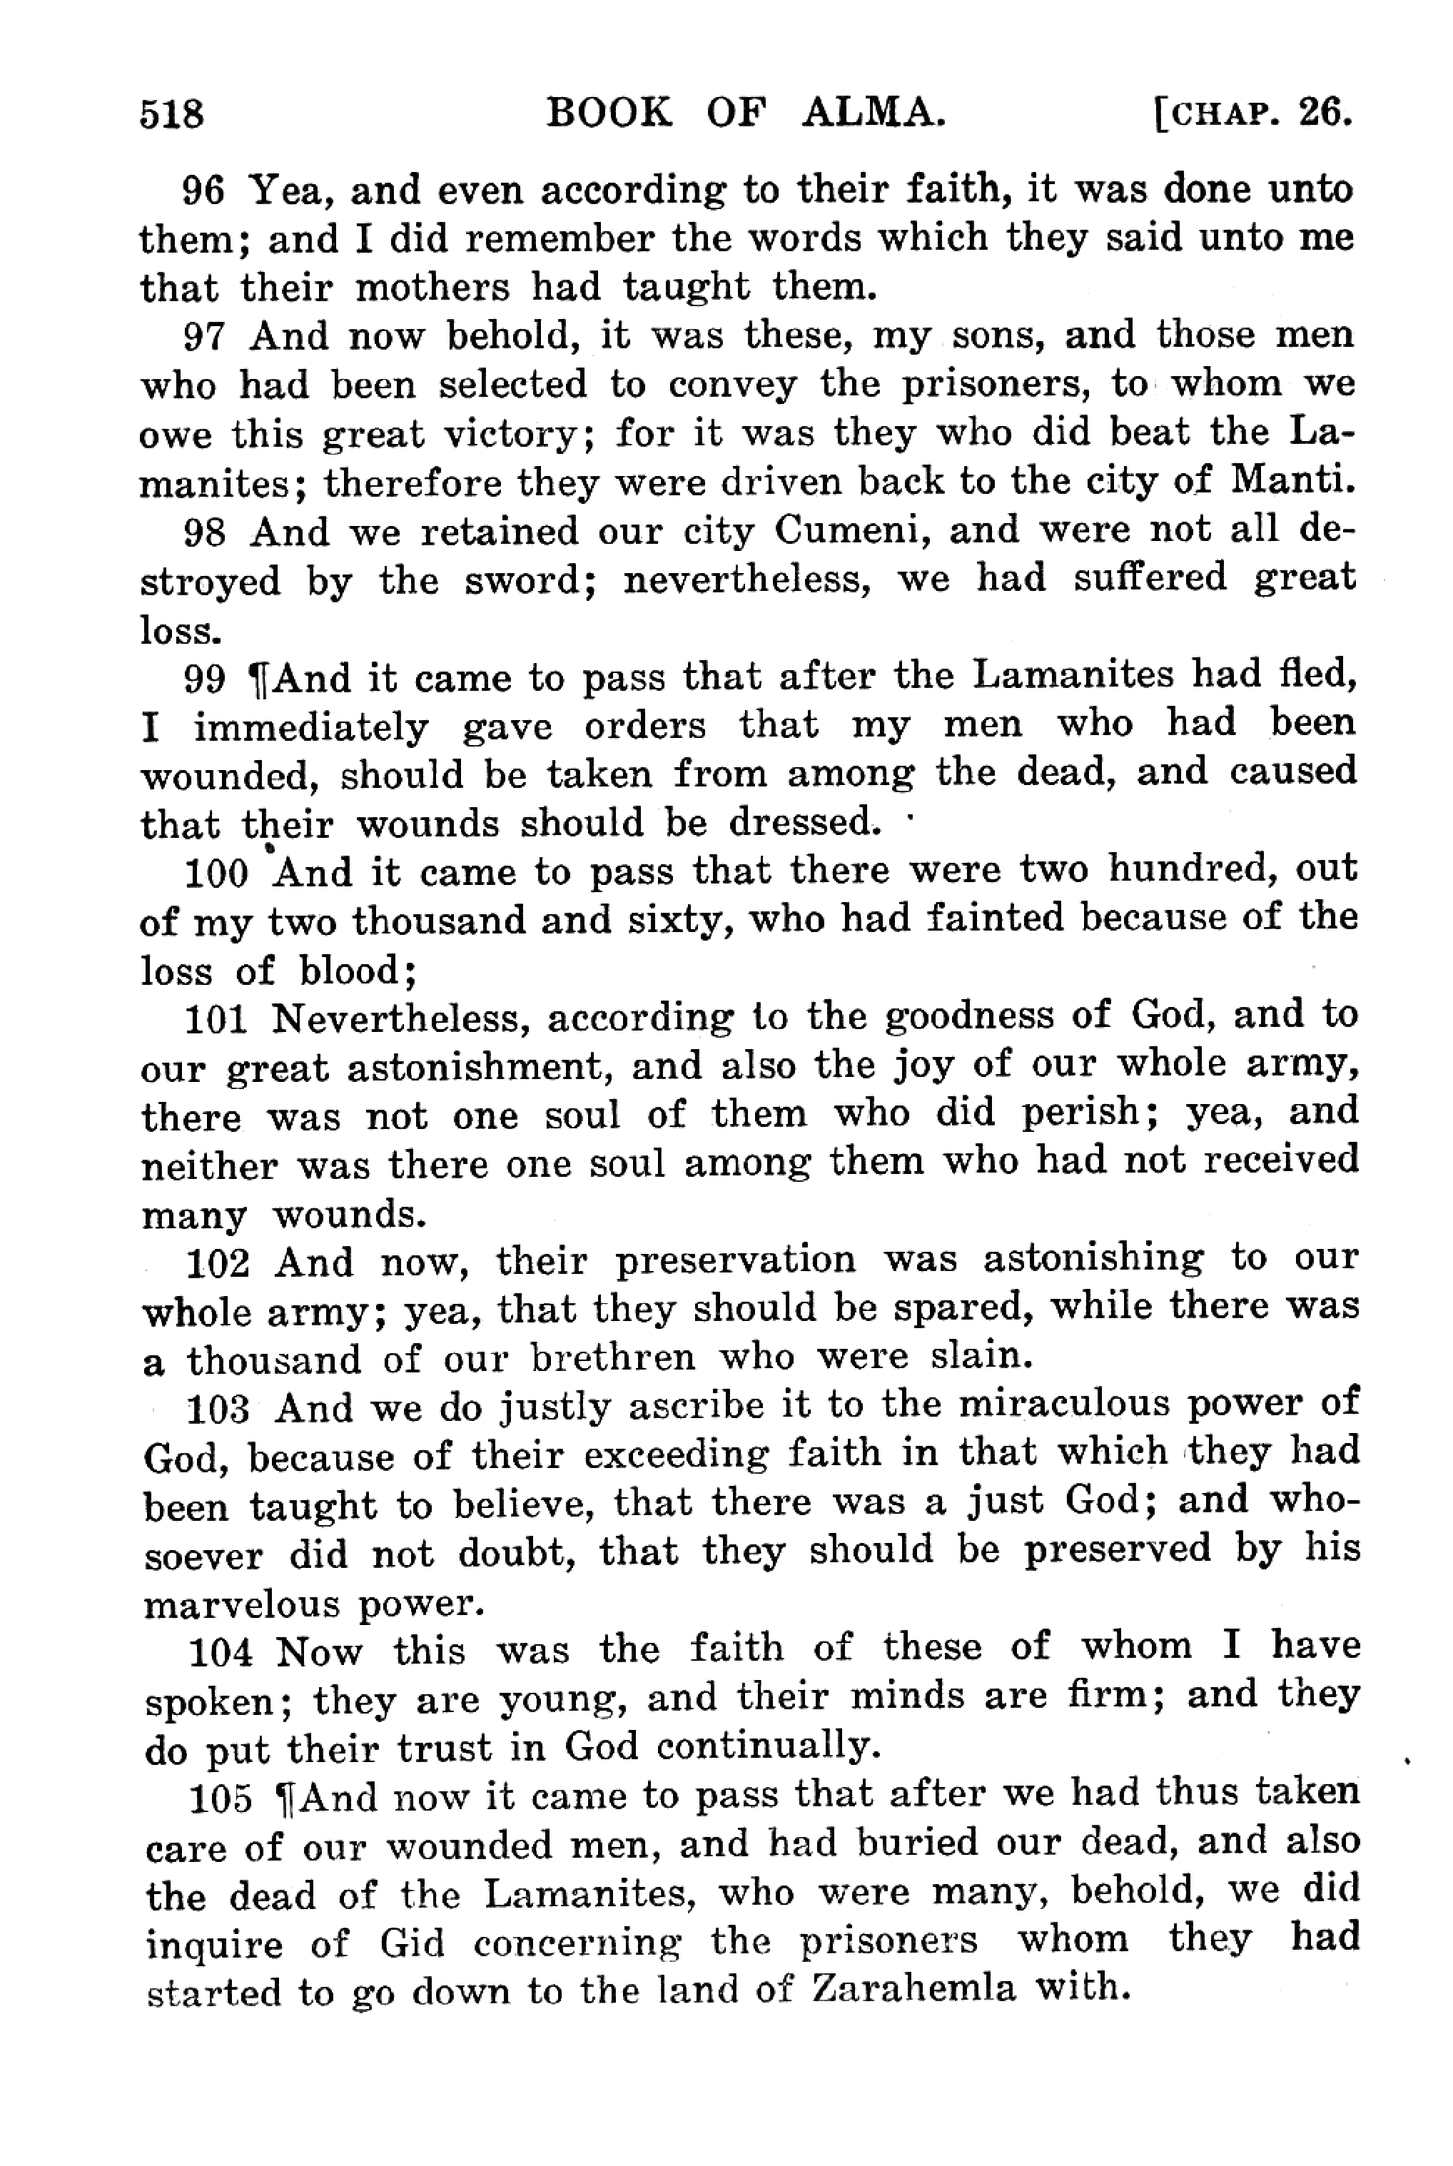 518 BOOK OF ALMA. [CHAP. 26.
96 Yea, and even according to their faith, it was done unto
them; and I did remember the words which they said unto me
that their mothers had taught them.
97 And now behold, it was these, my sons, and those men
who had been selected to convey the prisoners, to whom we
owe this great victory; for it was they who did beat the La-
manites; therefore they were driven back to the city of Manti.
98 And we retained our city Cumeni, and were not all de-
stroyed by the sword; nevertheless, we had suffered great
loss.
99 ¶And it came to pass that after the Lamanites had fled,
I immediately gave orders that my men who had been
wounded, should be taken from among the dead, and caused
that their wounds should be dressed.
100 And it came to pass that there were two hundred, out
of my two thousand and sixty, who had fainted because of the
loss of blood;
101 Nevertheless, according to the goodness of God, and to
our great astonishment, and also the joy of our whole army,
there was not one soul of them who did perish; yea, and
neither was there one soul among them who had not received
many wounds.
102 And now, their preservation was astonishing to our
whole army; yea, that they should be spared, while there was
a thousand of our brethren who were slain.
103 And we do justly ascribe it to the miraculous power of
God, because of their exceeding faith in that which they had
been taught to believe, that there was a just God; and who-
soever did not doubt, that they should be preserved by his
marvelous power.
104 Now this was the faith of these of whom I have
spoken; they are young, and their minds are firm; and they
do put their trust in God continually.
105 ¶And now it came to pass that after we had thus taken
care of our wounded men, and had buried our dead, and also
the dead of the Lamanites, who were many, behold, we did
inquire of Gid concerning the prisoners whom they had
started to go down to the land of Zarahemla with.